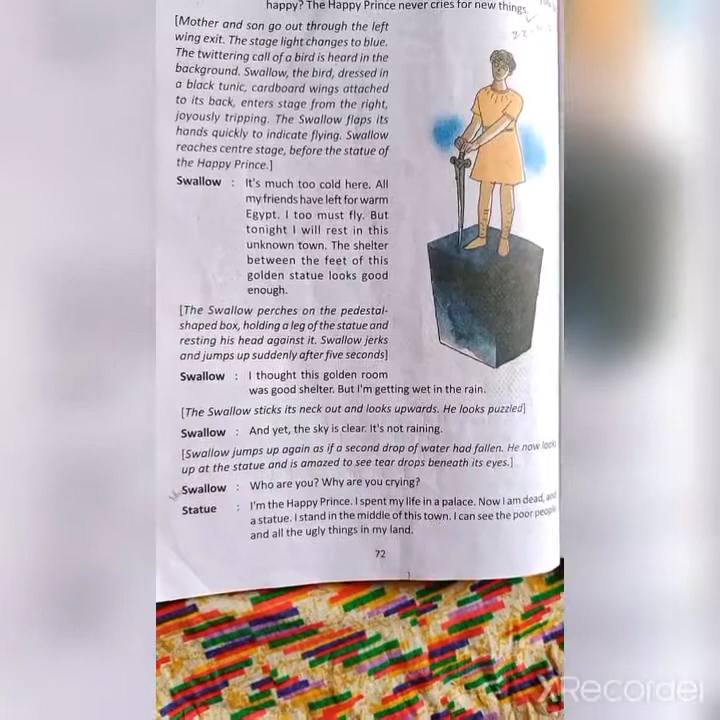 happy? The Happy Prince never cries for new things.
[Mother and son go out through the left
wing exit. The stage light changes to blue.
The twittering call of a bird is heard in the
background. Swallow, the bird, dressed in
a black tunic, cardboard wings attached
to its back, enters stage from the right,
joyously tripping. The Swallow flaps its
hands quickly to indicate flying. Swallow
reaches centre stage, before the statue of
the Happy Prince.]
Swallow : It's much too cold here. All
my friends have left for warm
Egypt. I too must fly. But
tonight I will rest in this
unknown town. The shelter
between the feet of this
golden statue looks good
enough.
[The Swallow perches on the pedestal-
shaped box, holding a leg of the statue and
resting his head against it. Swallow jerks
and jumps up suddenly after five seconds]
Swallow : I thought this golden room
was good shelter. But I'm getting wet in the rain.
[The Swallow sticks its neck out and looks upwards. He looks puzzled]
Swallow : And yet, the sky is clear. It's not raining.
[Swallow jumps up again as if a second drop of water had fallen. He now looks
up at the statue and is amazed to see tear drops beneath its eyes.]
Swallow : Who are you? Why are you crying?
Statue : I'm the Happy Prince. I spent my life in a palace. Now I am dead, and
a statue. I stand in the middle of this town. I can see the poor people
and all the ugly things in my land.
72
XRecorder